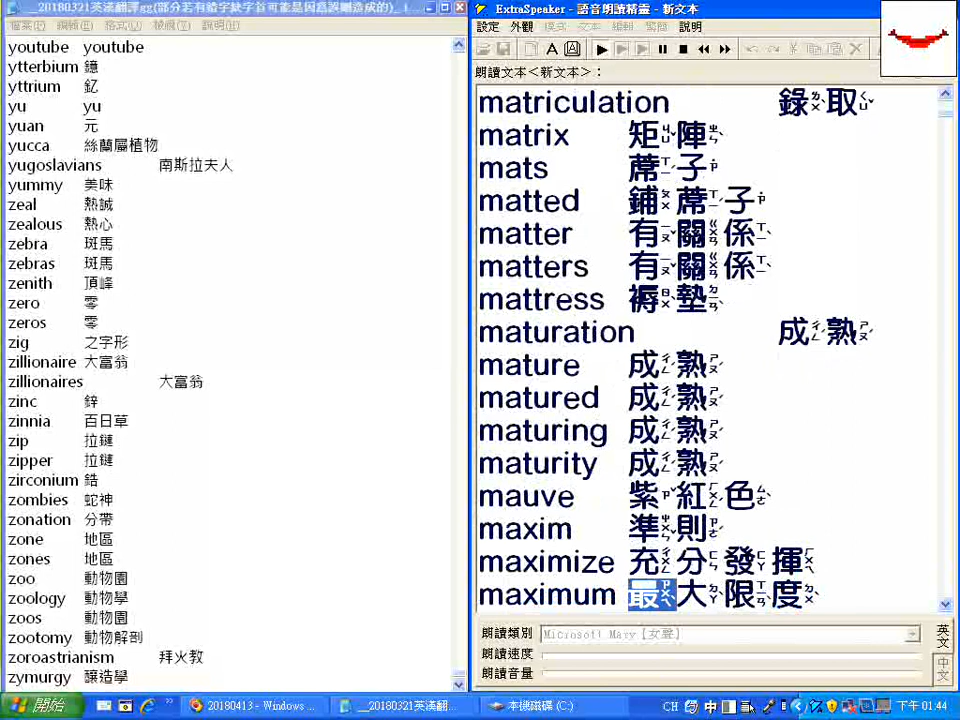 __20180321英漢翻譯gg(部分若有錯字缺字皆可能是因為誤翻造成的)_
檔案(F) 編輯(E) 格式(O) 檢視(V) 說明(H)
youtube youtube
ytterbium 鐿
yttrium 釔
yu yu
yuan 元
yucca 絲蘭屬植物
yugoslavians 南斯拉夫人
yummy 美味
zeal 熱誠
zealous 熱心
zebra 斑馬
zebras 斑馬
zenith 頂峰
zero 零
zeros 零
zig 之字形
zillionaire 大富翁
zillionaires 大富翁
zinc 鋅
zinnia 百日草
zip 拉鏈
zipper 拉鏈
zirconium 鋯
zombies 蛇神
zonation 分帶
zone 地區
zones 地區
zoo 動物園
zoology 動物學
zoos 動物園
zootomy 動物解剖
zoroastrianism 拜火教
zymurgy 釀造學
ExtraSpeaker - 語音朗讀精靈 - 新文本
設定 外觀 模式 文本 編輯 繁簡 說明
朗讀文本<新文本>：
matriculation 錄取
matrix 矩陣
mats 蓆子
matted 鋪蓆子
matter 有關係
matters 有關係
mattress 褥墊
maturation 成熟
mature 成熟
matured 成熟
maturing 成熟
maturity 成熟
mauve 紫紅色
maxim 準則
maximize 充分發揮
maximum 最大限度
朗讀類別 Microsoft Mary【女聲】
朗讀速度
朗讀音量
英文
中文
開始 20180413 - Windows ... __20180321英漢翻... 本機磁碟 (C:) CH 中 下午 01:44